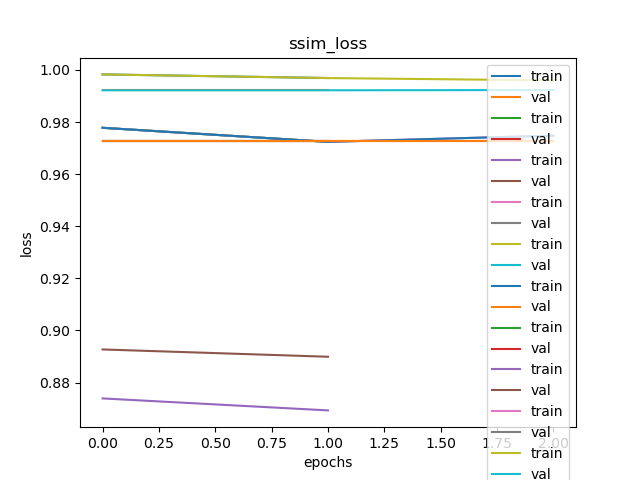 ssim_loss
1.00
0.98
0.96
0.94
0.92
0.90
0.88
loss
0.00 0.25 0.50 0.75 1.00 1.25 1.50 1.75 2.00
epochs
train
val
train
val
train
val
train
val
train
val
train
val
train
val
train
val
train
val
train
val